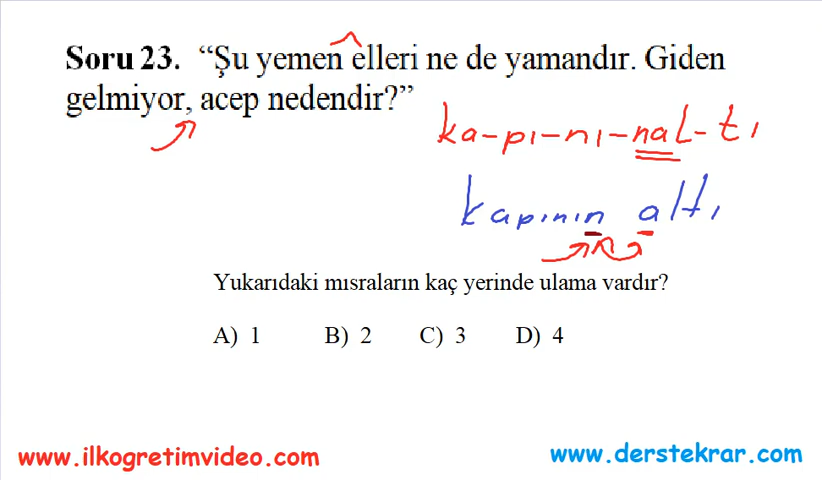 Soru 23. “Şu yemen elleri ne de yamandır. Giden
gelmiyor, acep nedendir?”
ka-pı-nı-nal-tı
kapının altı
Yukarıdaki mısraların kaç yerinde ulama vardır?
A) 1 B) 2 C) 3 D) 4
www.ilkogretimvideo.com www.derstekrar.com